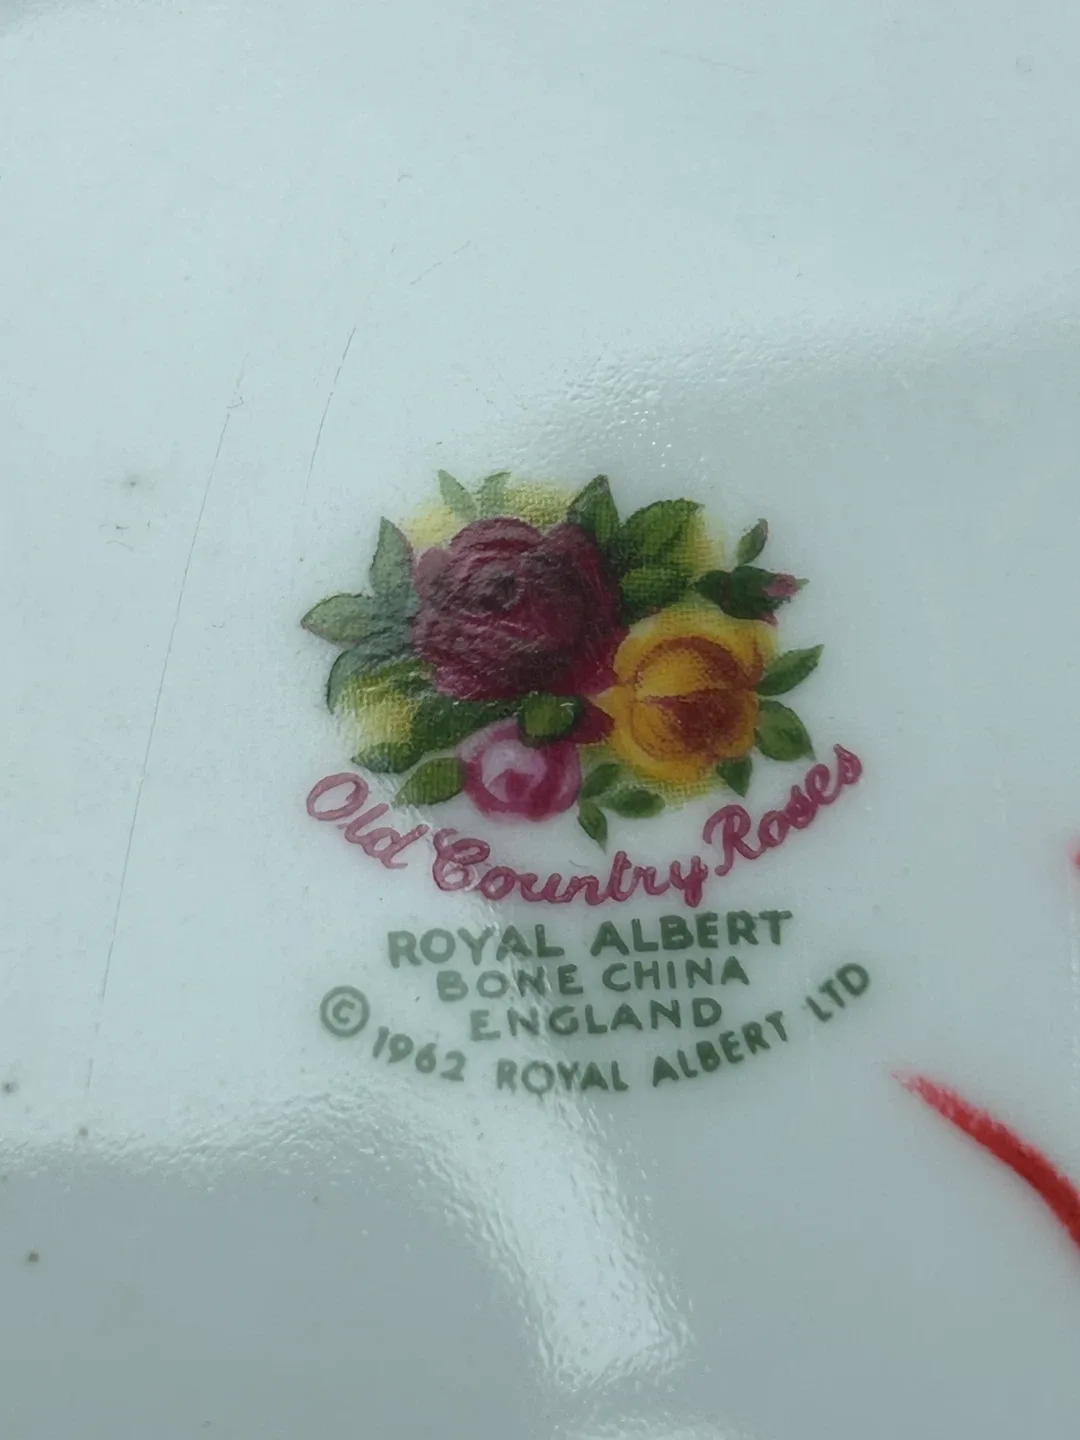 Old Country Roses
ROYAL ALBERT
BONE CHINA
ENGLAND
© 1962 ROYAL ALBERT LTD